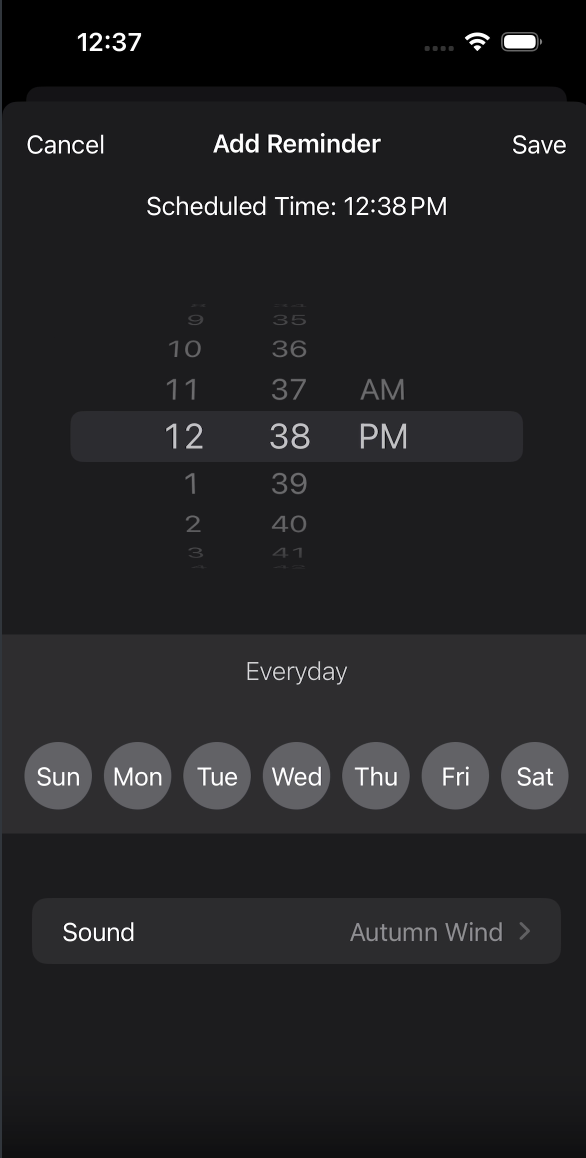 12:37
Cancel Add Reminder Save
Scheduled Time: 12:38 PM
9 35
10 36
11 37 AM
12 38 PM
1 39
2 40
3 41
4 42
Everyday
Sun Mon Tue Wed Thu Fri Sat
Sound Autumn Wind